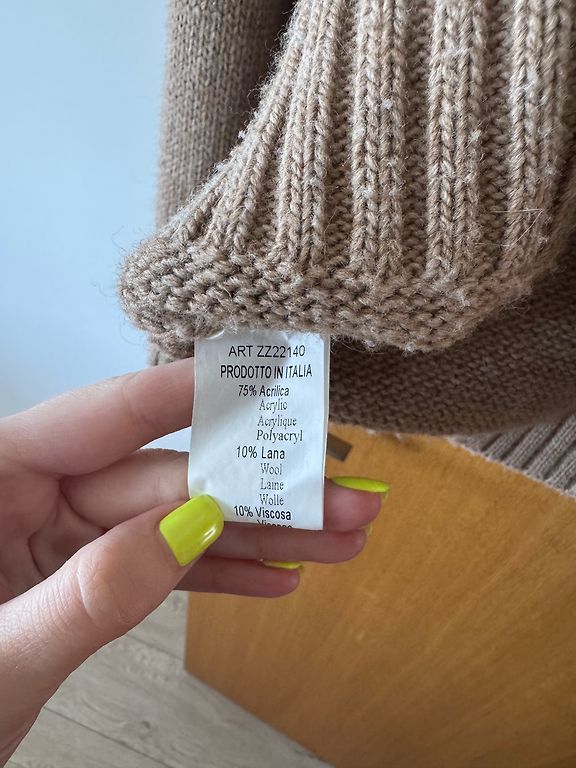 ART ZZ22140
PRODOTTO IN ITALIA
75% Acrilica
Acrylic
Acrylique
Polyacryl
10% Lana
Wool
Laine
Wolle
10% Viscosa